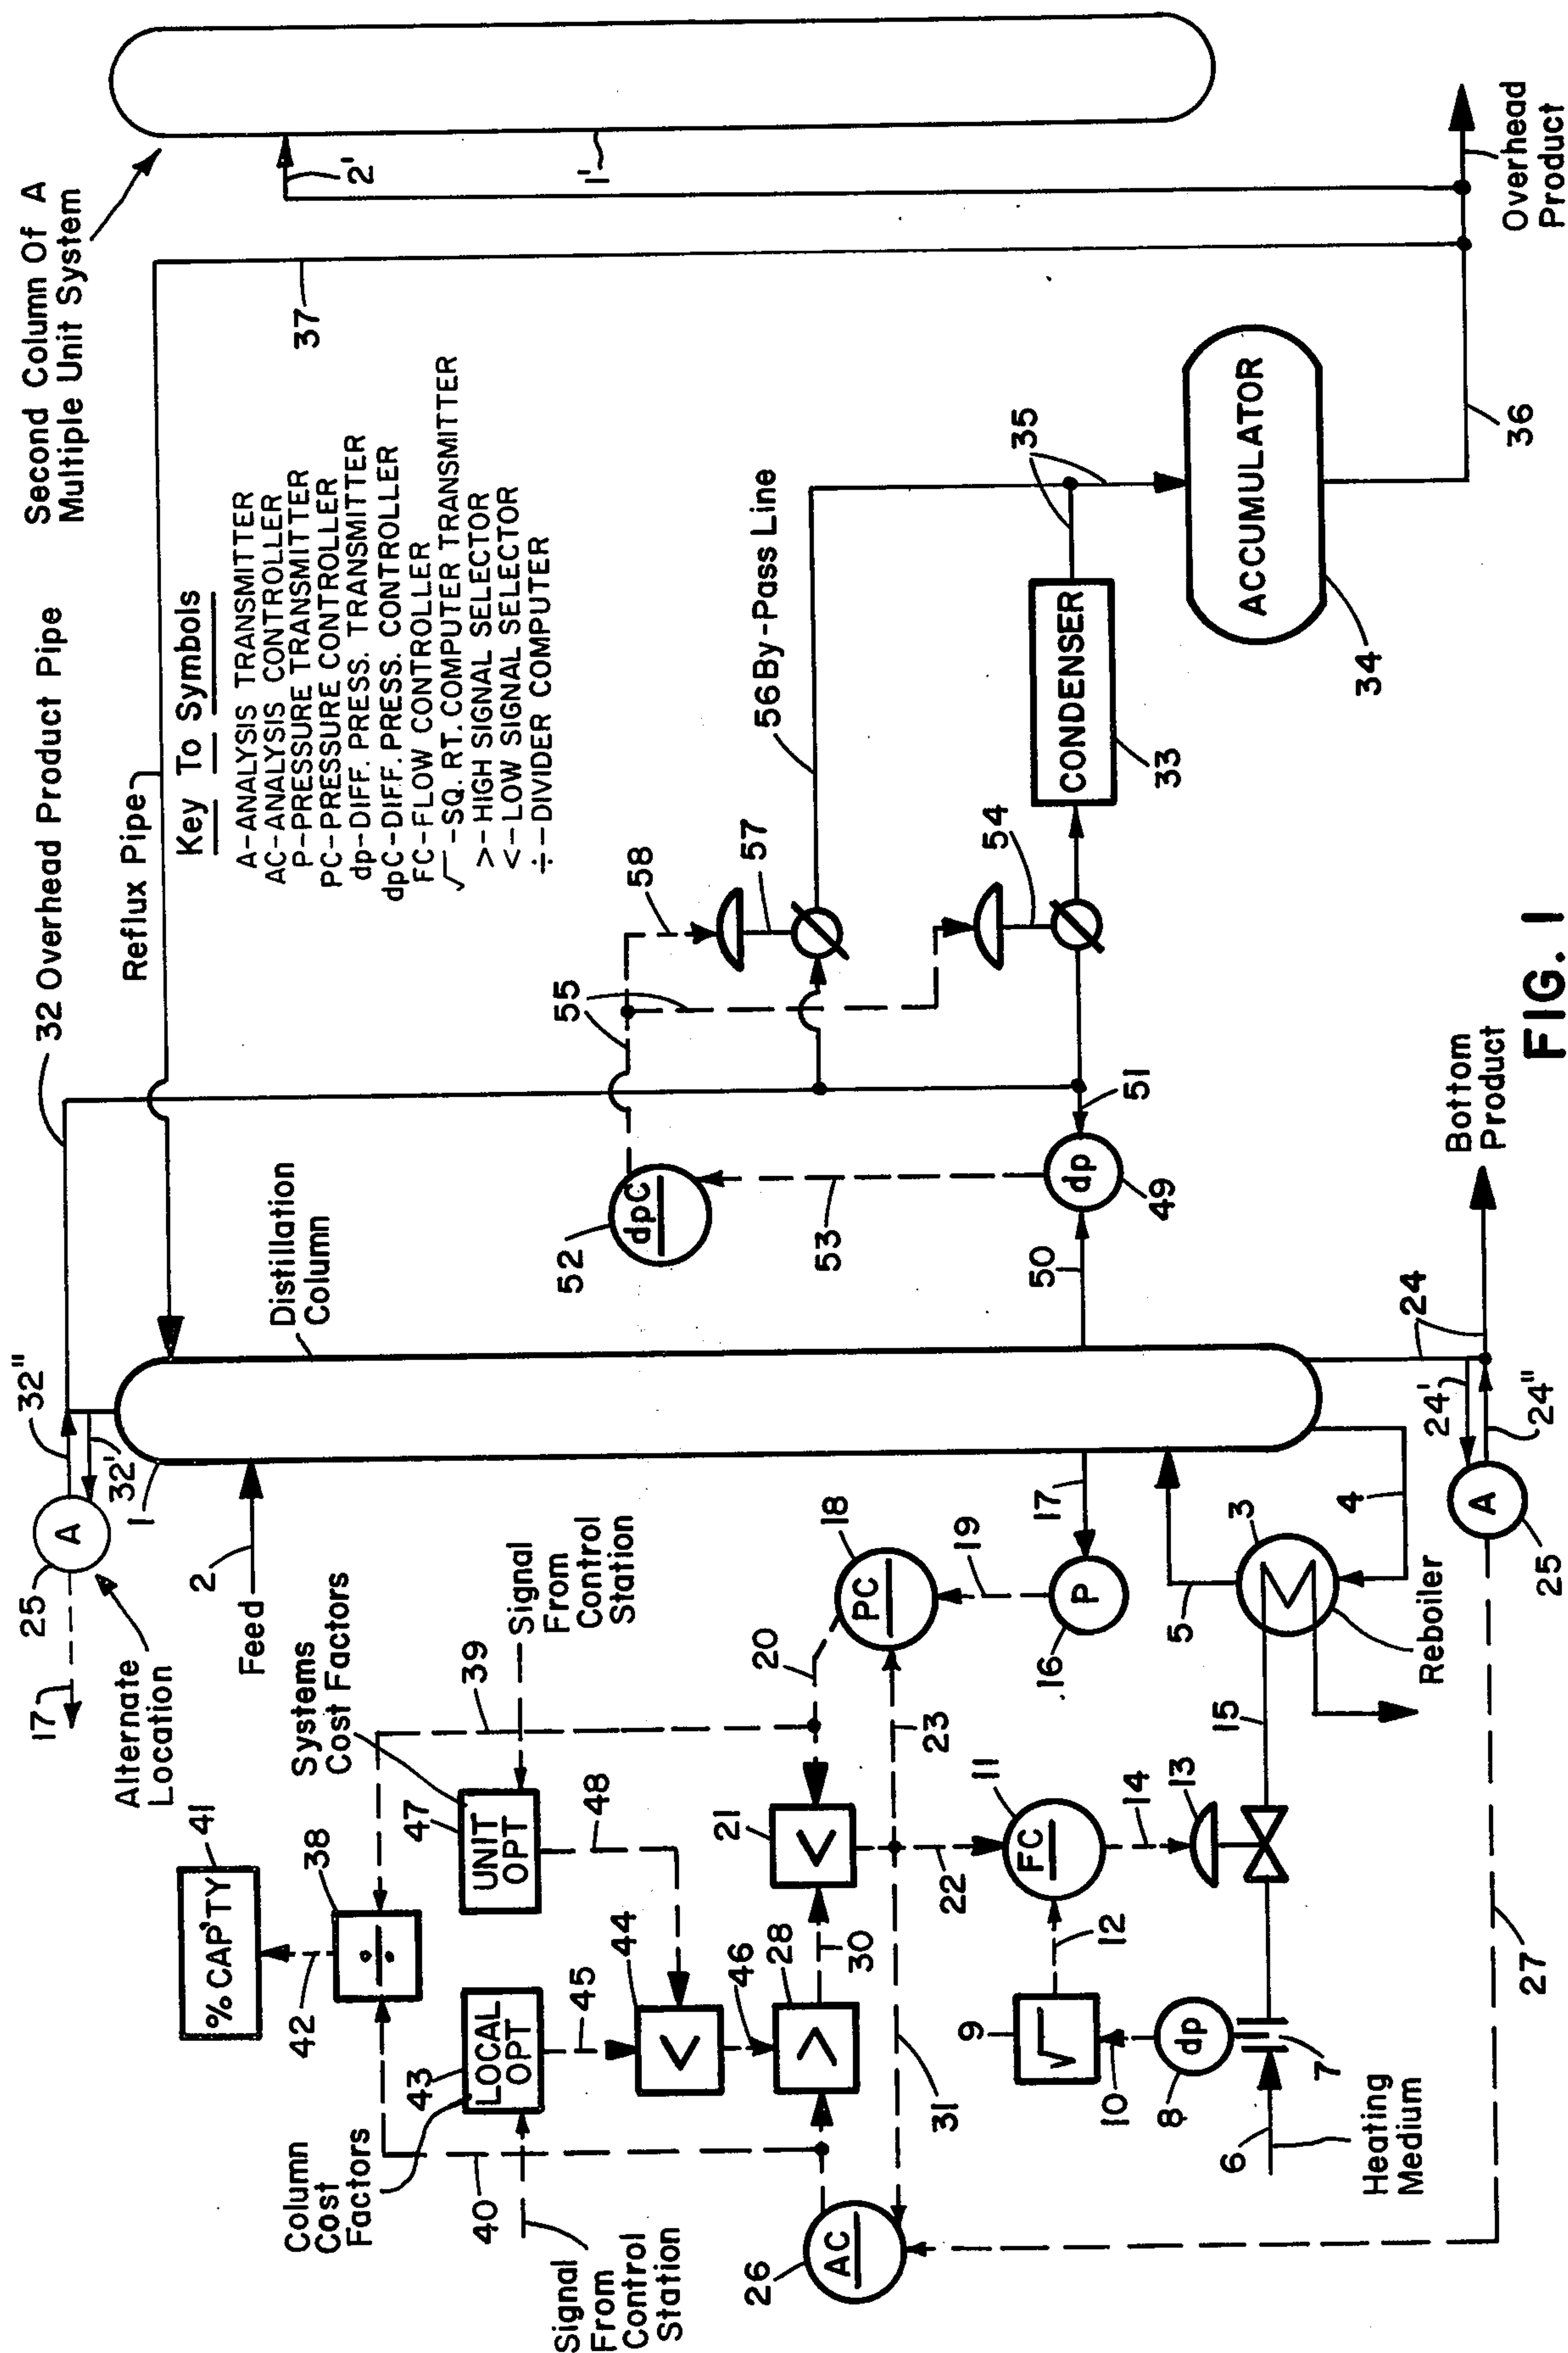 Second Column Of A
Multiple Unit System
32 Overhead Product Pipe
Reflux Pipe
37
2'
1'
Key To Symbols
A-ANALYSIS TRANSMITTER
AC-ANALYSIS CONTROLLER
P-PRESSURE TRANSMITTER
PC-PRESSURE CONTROLLER
dp-DIFF. PRESS. TRANSMITTER
dpC-DIFF. PRESS. CONTROLLER
FC-FLOW CONTROLLER
√-SQ. RT. COMPUTER TRANSMITTER
>-HIGH SIGNAL SELECTOR
<-LOW SIGNAL SELECTOR
÷-DIVIDER COMPUTER
32"
32'
A
25
17
Alternate
Location
1
2
Feed
Distillation
Column
41
% CAP'TY
42
38
÷
39
Systems
Cost Factors
47
UNIT
OPT
48
Signal
From
Control
Station
Column
Cost
Factors
43
LOCAL
OPT
45
40
Signal
From
Control
Station
44
<
46
28
>
30
21
<
20
18
PC
19
16
P
17
23
22
31
26
AC
11
FC
12
14
13
9
√
10
8
dp
7
6
Heating
Medium
15
5
3
4
Reboiler
27
25
A
24'
24"
24
Bottom
Product
52
dpC
53
50
dp
49
51
55
58
57
56 By-Pass Line
54
CONDENSER
33
35
ACCUMULATOR
34
36
Overhead
Product
FIG. 1